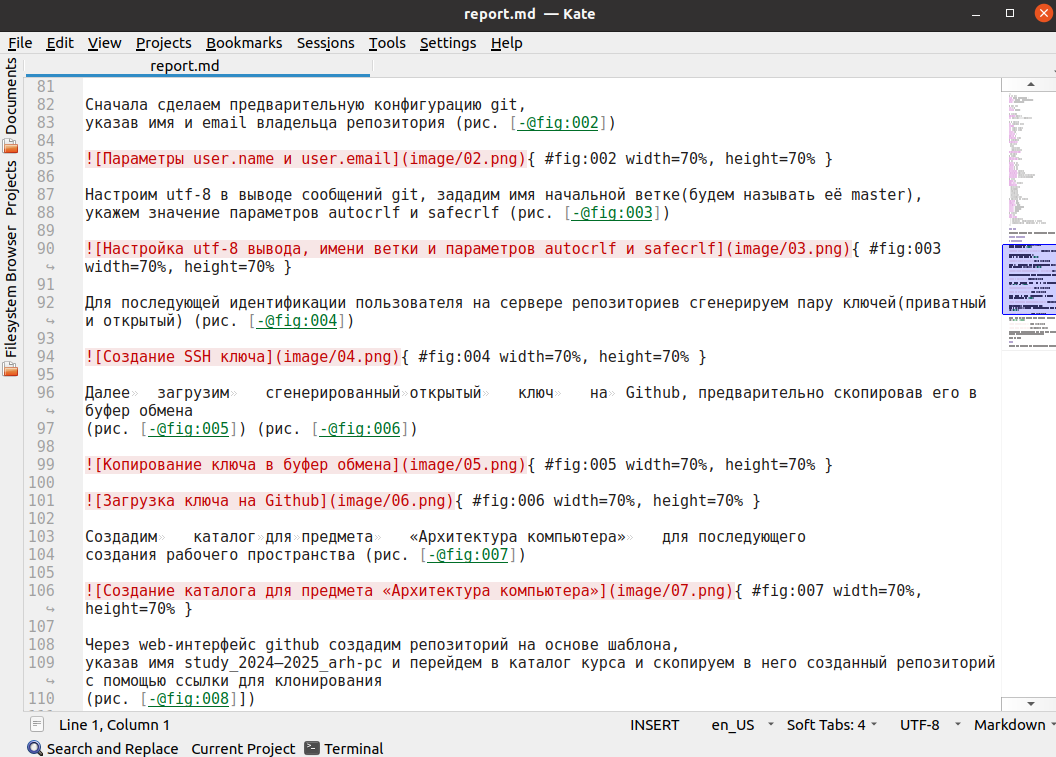 report.md — Kate
File Edit View Projects Bookmarks Sessions Tools Settings Help
report.md
Documents
Projects
Filesystem Browser
81
82 Сначала сделаем предварительную конфигурацию git,
83 указав имя и email владельца репозитория (рис. [-@fig:002])
84
85 ![Параметры user.name и user.email](image/02.png){ #fig:002 width=70%, height=70% }
86
87 Настроим utf-8 в выводе сообщений git, зададим имя начальной ветке(будем называть её master),
88 укажем значение параметров autocrlf и safecrlf (рис. [-@fig:003])
89
90 ![Настройка utf-8 вывода, имени ветки и параметров autocrlf и safecrlf](image/03.png){ #fig:003
width=70%, height=70% }
91
92 Для последующей идентификации пользователя на сервере репозиториев сгенерируем пару ключей(приватный
и открытый) (рис. [-@fig:004])
93
94 ![Создание SSH ключа](image/04.png){ #fig:004 width=70%, height=70% }
95
96 Далее» загрузим» сгенерированный»открытый» ключ» на» Github, предварительно скопировав его в
буфер обмена
97 (рис. [-@fig:005]) (рис. [-@fig:006])
98
99 ![Копирование ключа в буфер обмена](image/05.png){ #fig:005 width=70%, height=70% }
100
101 ![Загрузка ключа на Github](image/06.png){ #fig:006 width=70%, height=70% }
102
103 Создадим» каталог»для»предмета» «Архитектура компьютера»» для последующего
104 создания рабочего пространства (рис. [-@fig:007])
105
106 ![Создание каталога для предмета «Архитектура компьютера»](image/07.png){ #fig:007 width=70%,
height=70% }
107
108 Через web-интерфейс github создадим репозиторий на основе шаблона,
109 указав имя study_2024–2025_arh-pc и перейдем в каталог курса и скопируем в него созданный репозиторий
с помощью ссылки для клонирования
110 (рис. [-@fig:008]])
Line 1, Column 1 INSERT en_US Soft Tabs: 4 UTF-8 Markdown
Search and Replace Current Project Terminal